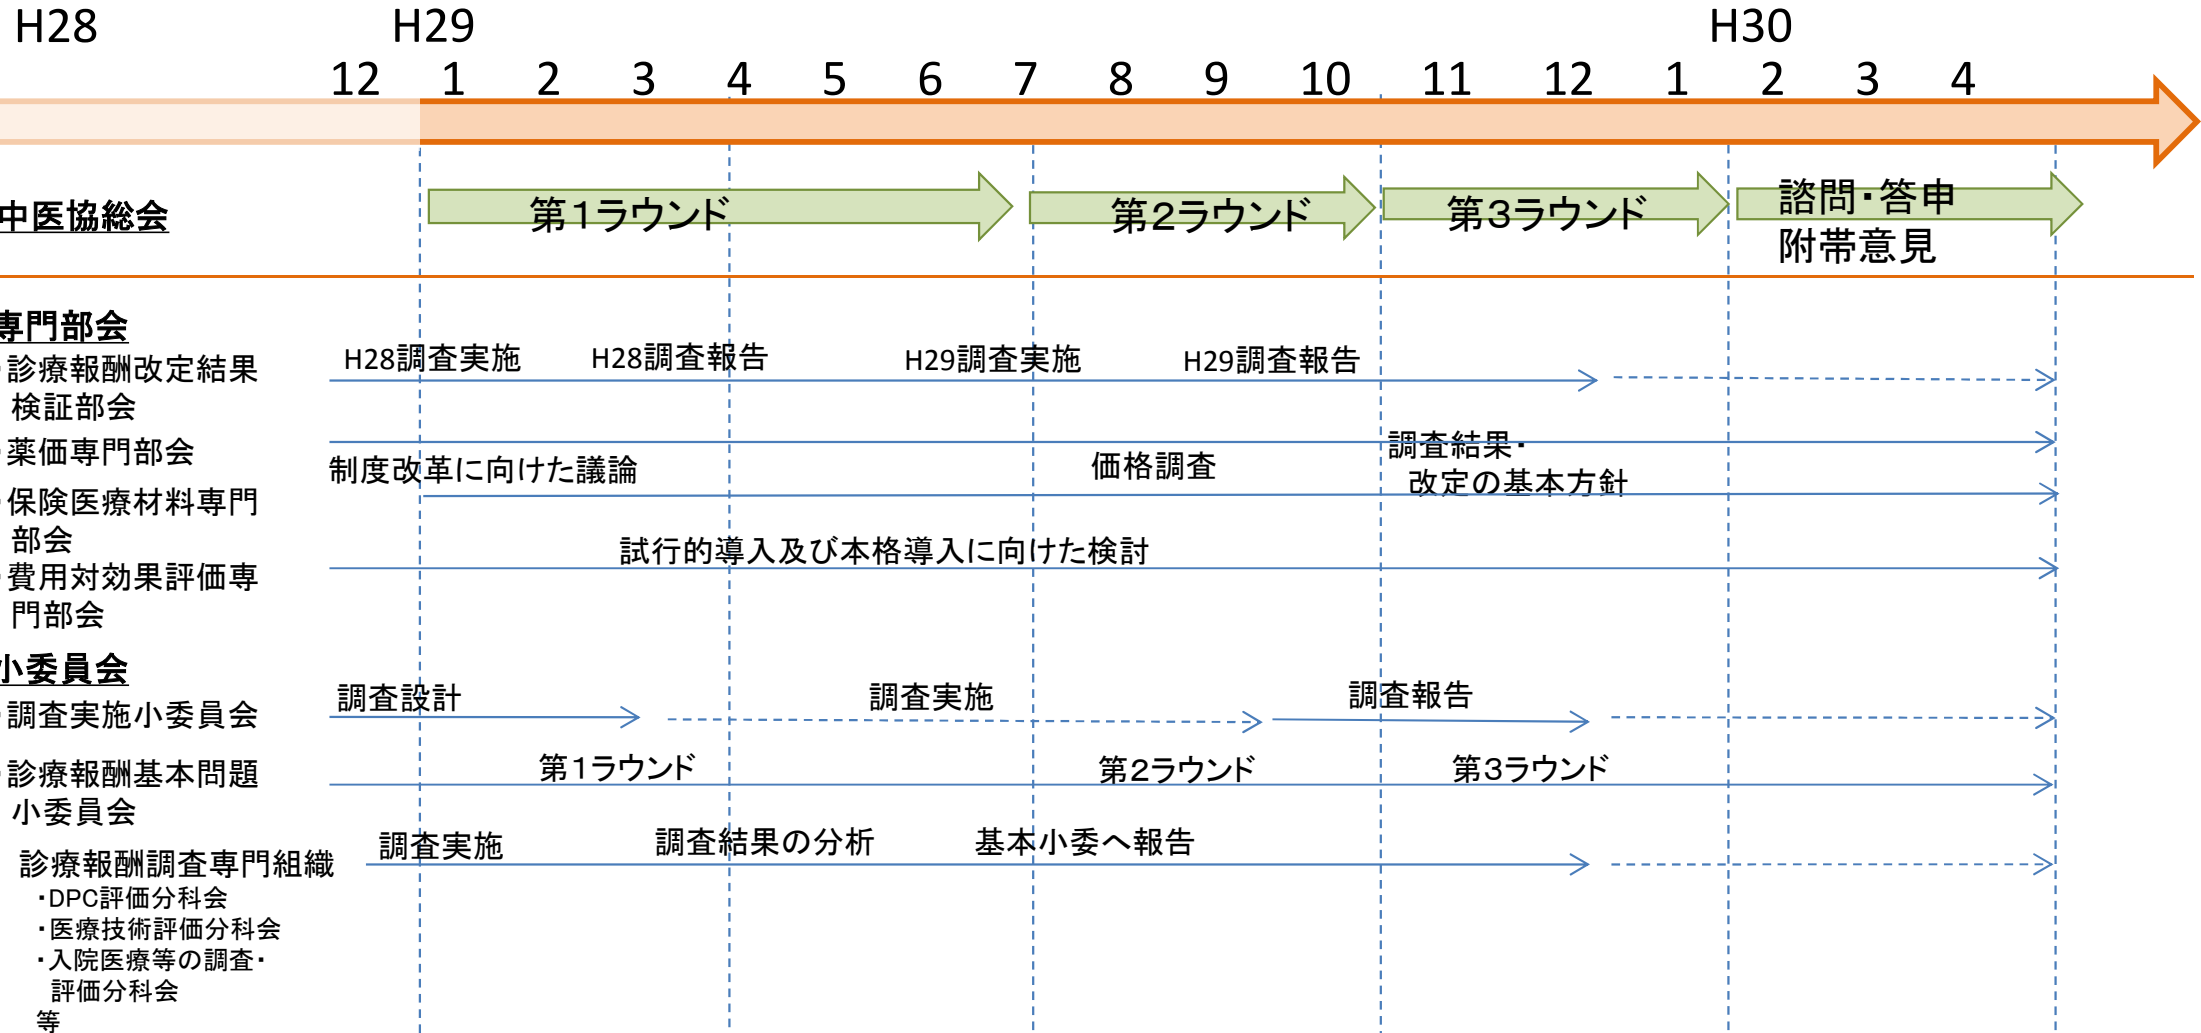 H28 H29 H30
12 1 2 3 4 5 6 7 8 9 10 11 12 1 2 3 4
中医協総会
第1ラウンド
第2ラウンド
第3ラウンド
諮問・答申
附帯意見
専門部会
・診療報酬改定結果
検証部会
H28調査実施 H28調査報告 H29調査実施 H29調査報告
・薬価専門部会
制度改革に向けた議論 価格調査
調査結果・
改定の基本方針
・保険医療材料専門
部会
試行的導入及び本格導入に向けた検討
・費用対効果評価専
門部会
小委員会
・調査実施小委員会
調査設計 調査実施 調査報告
・診療報酬基本問題
小委員会
第1ラウンド 第2ラウンド 第3ラウンド
診療報酬調査専門組織
調査実施 調査結果の分析 基本小委へ報告
・DPC評価分科会
・医療技術評価分科会
・入院医療等の調査・
評価分科会
等